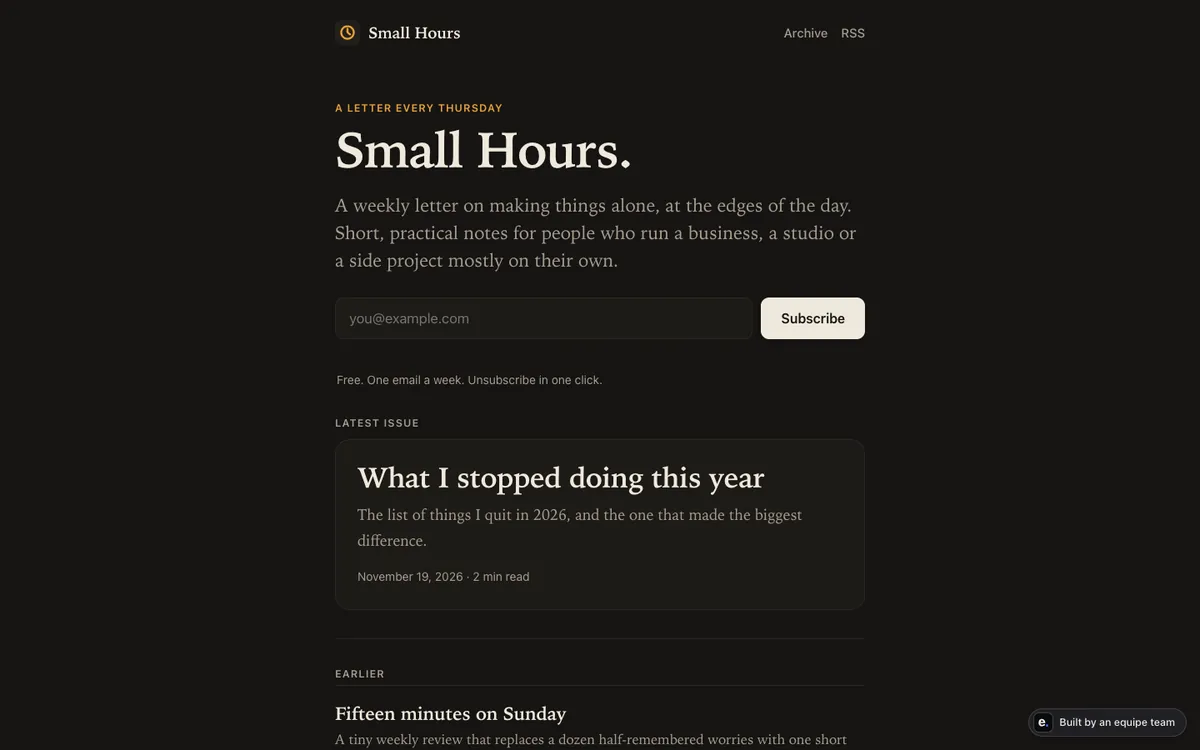 Small Hours
Archive RSS
A LETTER EVERY THURSDAY
Small Hours.
A weekly letter on making things alone, at the edges of the day.
Short, practical notes for people who run a business, a studio or
a side project mostly on their own.
you@example.com
Subscribe
Free. One email a week. Unsubscribe in one click.
LATEST ISSUE
What I stopped doing this year
The list of things I quit in 2026, and the one that made the biggest
difference.
November 19, 2026 · 2 min read
EARLIER
Fifteen minutes on Sunday
A tiny weekly review that replaces a dozen half-remembered worries with one short
e. Built by an equipe team